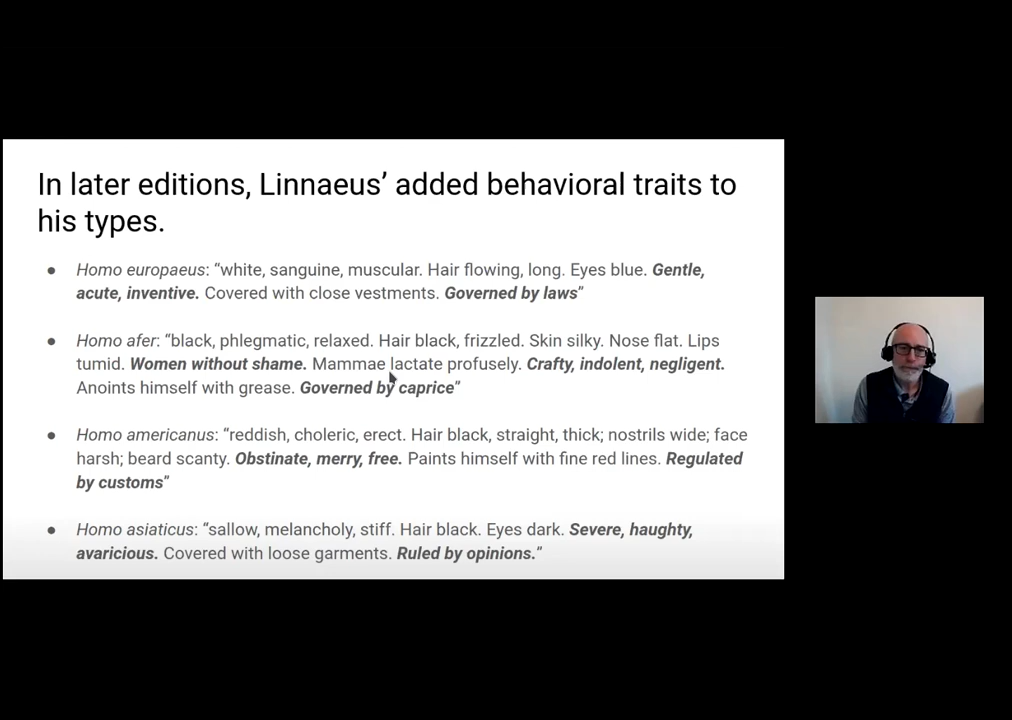 In later editions, Linnaeus’ added behavioral traits to
his types.
● Homo europaeus: “white, sanguine, muscular. Hair flowing, long. Eyes blue. Gentle,
acute, inventive. Covered with close vestments. Governed by laws”
● Homo afer: “black, phlegmatic, relaxed. Hair black, frizzled. Skin silky. Nose flat. Lips
tumid. Women without shame. Mammae lactate profusely. Crafty, indolent, negligent.
Anoints himself with grease. Governed by caprice”
● Homo americanus: “reddish, choleric, erect. Hair black, straight, thick; nostrils wide; face
harsh; beard scanty. Obstinate, merry, free. Paints himself with fine red lines. Regulated
by customs”
● Homo asiaticus: “sallow, melancholy, stiff. Hair black. Eyes dark. Severe, haughty,
avaricious. Covered with loose garments. Ruled by opinions.”